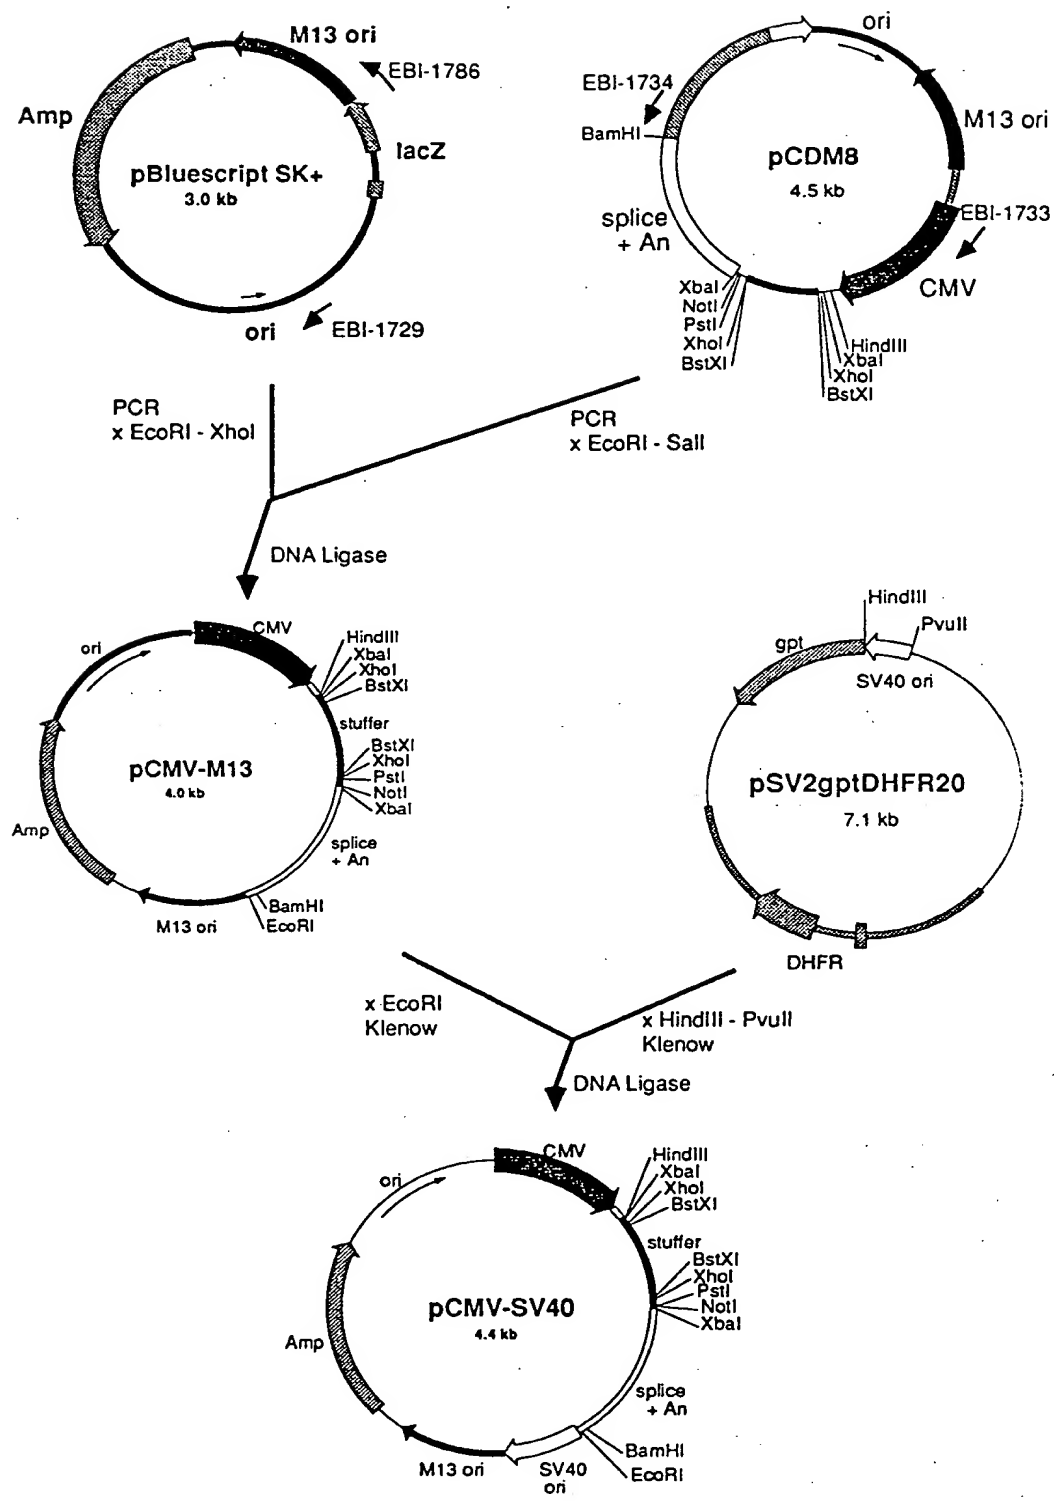 M13 ori
EBI-1786
Amp
lacZ
pBluescript SK+
3.0 kb
ori
EBI-1729
ori
EBI-1734
BamHI
M13 ori
pCDM8
4.5 kb
EBI-1733
splice
+ An
CMV
XbaI
NotI
PstI
XhoI
BstXI
HindIII
XbaI
XhoI
BstXI
PCR
x EcoRI - XhoI
PCR
x EcoRI - SalI
DNA Ligase
CMV
ori
HindIII
XbaI
XhoI
BstXI
stuffer
BstXI
XhoI
PstI
NotI
XbaI
pCMV-M13
4.0 kb
Amp
splice
+ An
BamHI
EcoRI
M13 ori
HindIII
PvuII
gpt
SV40 ori
pSV2gptDHFR20
7.1 kb
DHFR
x EcoRI
Klenow
x HindIII - PvuII
Klenow
DNA Ligase
CMV
ori
HindIII
XbaI
XhoI
BstXI
stuffer
BstXI
XhoI
PstI
NotI
XbaI
pCMV-SV40
4.4 kb
Amp
splice
+ An
BamHI
EcoRI
M13 ori
SV40
ori